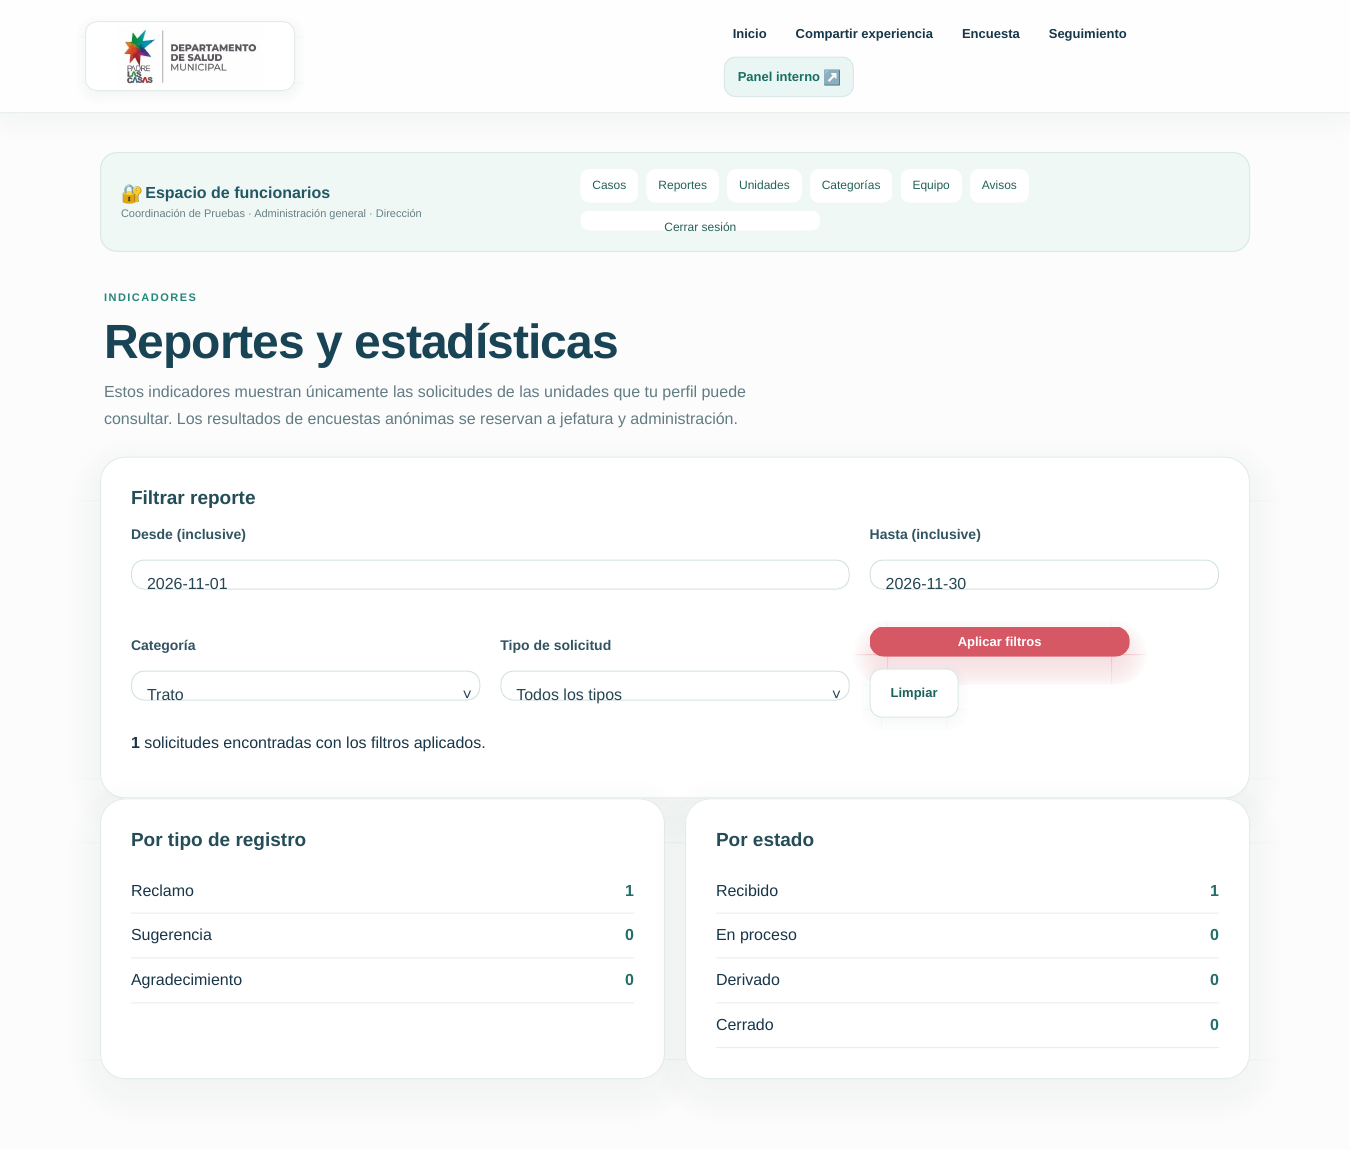 PADRE
LAS
CASAS
DEPARTAMENTO
DE SALUD
MUNICIPAL
Inicio Compartir experiencia Encuesta Seguimiento
Panel interno ↗
Espacio de funcionarios
Coordinación de Pruebas · Administración general · Dirección
Casos Reportes Unidades Categorías Equipo Avisos
Cerrar sesión
INDICADORES
Reportes y estadísticas
Estos indicadores muestran únicamente las solicitudes de las unidades que tu perfil puede
consultar. Los resultados de encuestas anónimas se reservan a jefatura y administración.
Filtrar reporte
Desde (inclusive) Hasta (inclusive)
2026-11-01 2026-11-30
Categoría Tipo de solicitud
Aplicar filtros
Trato Todos los tipos
Limpiar
1 solicitudes encontradas con los filtros aplicados.
Por tipo de registro
Reclamo 1
Sugerencia 0
Agradecimiento 0
Por estado
Recibido 1
En proceso 0
Derivado 0
Cerrado 0